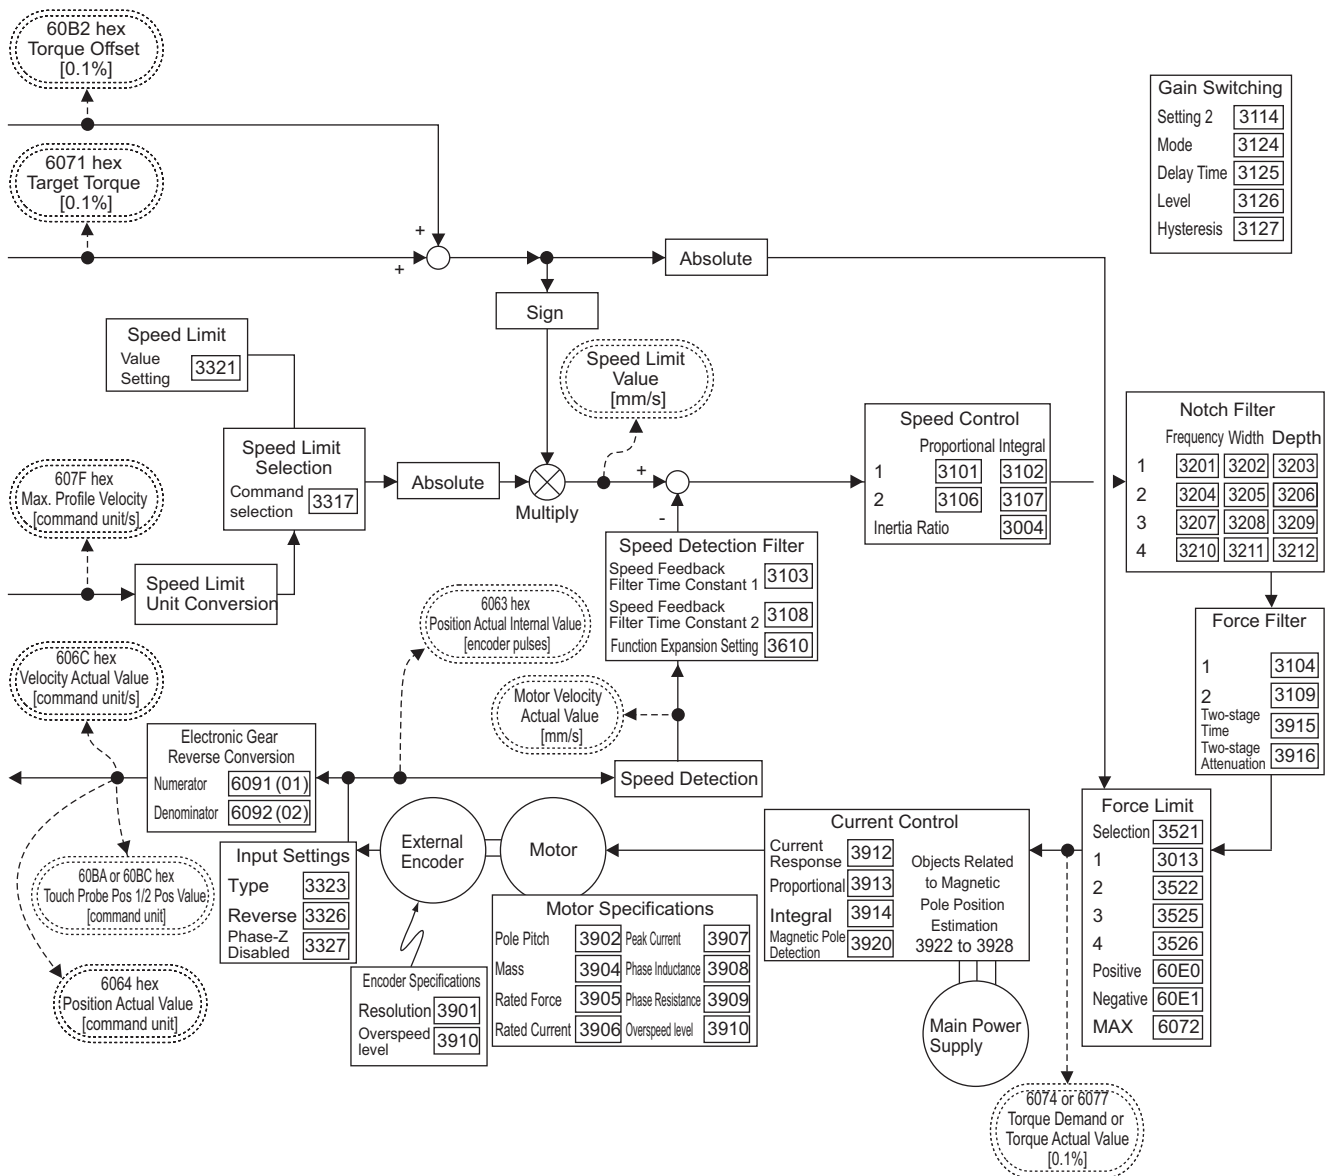 60B2 hex
Torque Offset
[0.1%]
6071 hex
Target Torque
[0.1%]
+
+
Absolute
Sign
Gain Switching
Setting 2 3114
Mode 3124
Delay Time 3125
Level 3126
Hysteresis 3127
Speed Limit
Value
Setting 3321
Speed Limit
Value
[mm/s]
Speed Limit
Selection
Command
selection 3317
Absolute
Multiply
+
-
607F hex
Max. Profile Velocity
[command unit/s]
Speed Limit
Unit Conversion
Speed Control
Proportional Integral
1 3101 3102
2 3106 3107
Inertia Ratio 3004
Notch Filter
Frequency Width Depth
1 3201 3202 3203
2 3204 3205 3206
3 3207 3208 3209
4 3210 3211 3212
Speed Detection Filter
Speed Feedback
Filter Time Constant 1 3103
Speed Feedback
Filter Time Constant 2 3108
Function Expansion Setting 3610
6063 hex
Position Actual Internal Value
[encoder pulses]
Force Filter
1 3104
2 3109
Two-stage
Time 3915
Two-stage
Attenuation 3916
606C hex
Velocity Actual Value
[command unit/s]
Motor Velocity
Actual Value
[mm/s]
Electronic Gear
Reverse Conversion
Numerator 6091 (01)
Denominator 6092 (02)
Speed Detection
Force Limit
Selection 3521
1 3013
2 3522
3 3525
4 3526
Positive 60E0
Negative 60E1
MAX 6072
Current Control
Current
Response 3912
Proportional 3913
Integral 3914
Magnetic Pole
Detection 3920
Objects Related
to Magnetic
Pole Position
Estimation
3922 to 3928
External
Encoder
Motor
Input Settings
Type 3323
Reverse 3326
Phase-Z
Disabled 3327
60BA or 60BC hex
Touch Probe Pos 1/2 Pos Value
[command unit]
Motor Specifications
Pole Pitch 3902 Peak Current 3907
Mass 3904 Phase Inductance 3908
Rated Force 3905 Phase Resistance 3909
Rated Current 3906 Overspeed level 3910
6064 hex
Position Actual Value
[command unit]
Encoder Specifications
Resolution 3901
Overspeed
level 3910
Main Power
Supply
6074 or 6077
Torque Demand or
Torque Actual Value
[0.1%]